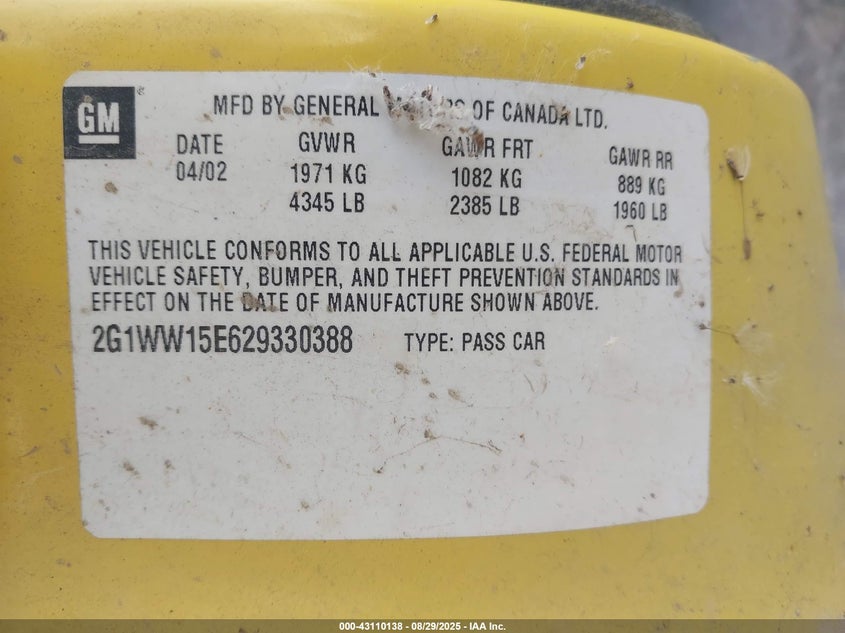 GM
MFD BY GENERAL MOTORS OF CANADA LTD.
DATE GVWR GAWR FRT GAWR RR
04/02 1971 KG 1082 KG 889 KG
4345 LB 2385 LB 1960 LB
THIS VEHICLE CONFORMS TO ALL APPLICABLE U.S. FEDERAL MOTOR
VEHICLE SAFETY, BUMPER, AND THEFT PREVENTION STANDARDS IN
EFFECT ON THE DATE OF MANUFACTURE SHOWN ABOVE.
2G1WW15E629330388 TYPE: PASS CAR
000-43110138 - 08/29/2025 - IAA Inc.